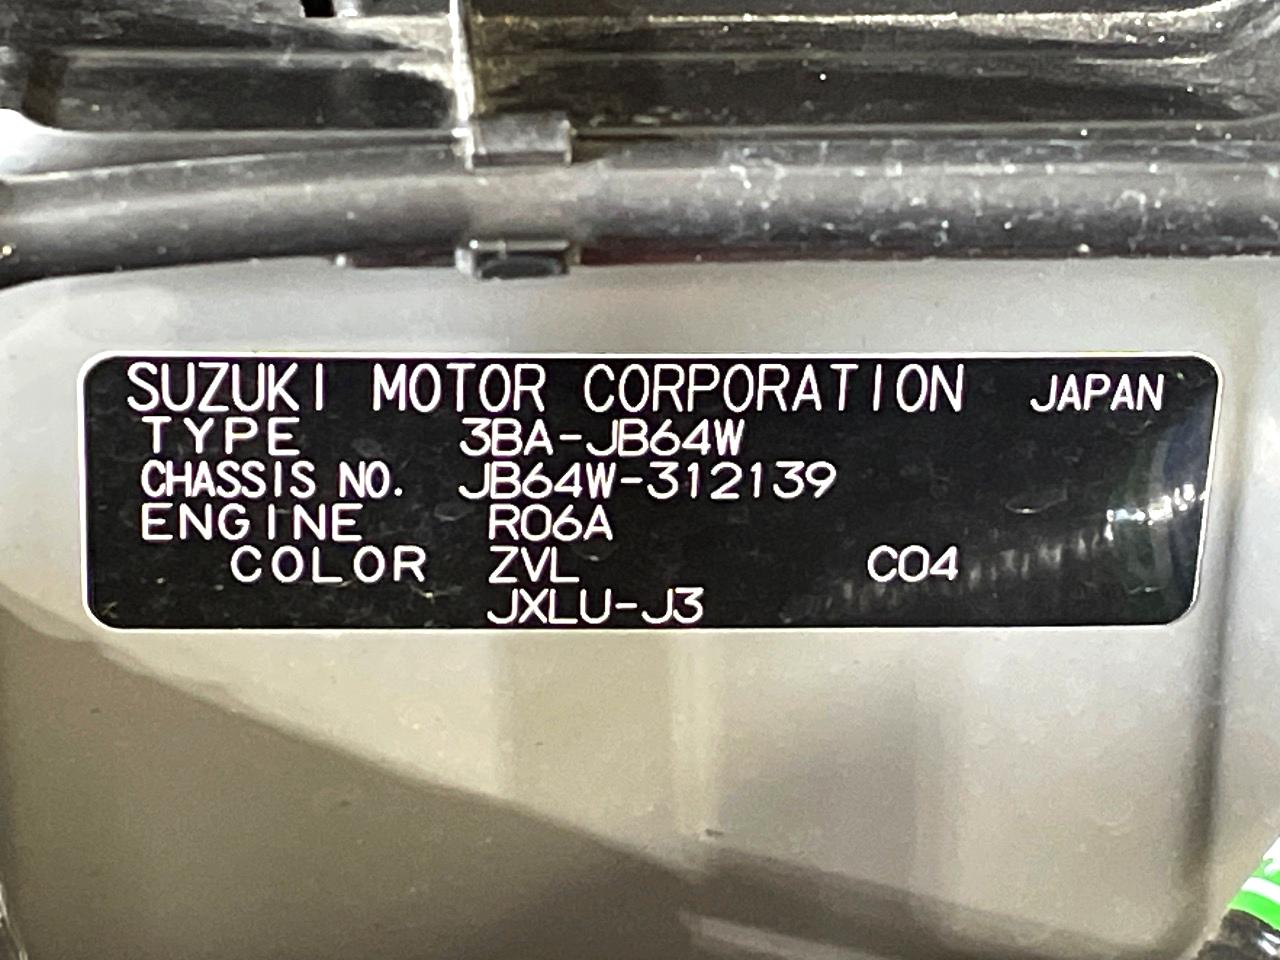 SUZUKI MOTOR CORPORATION JAPAN
TYPE 3BA-JB64W
CHASSIS NO. JB64W-312139
ENGINE R06A
COLOR ZVL C04
JXLU-J3